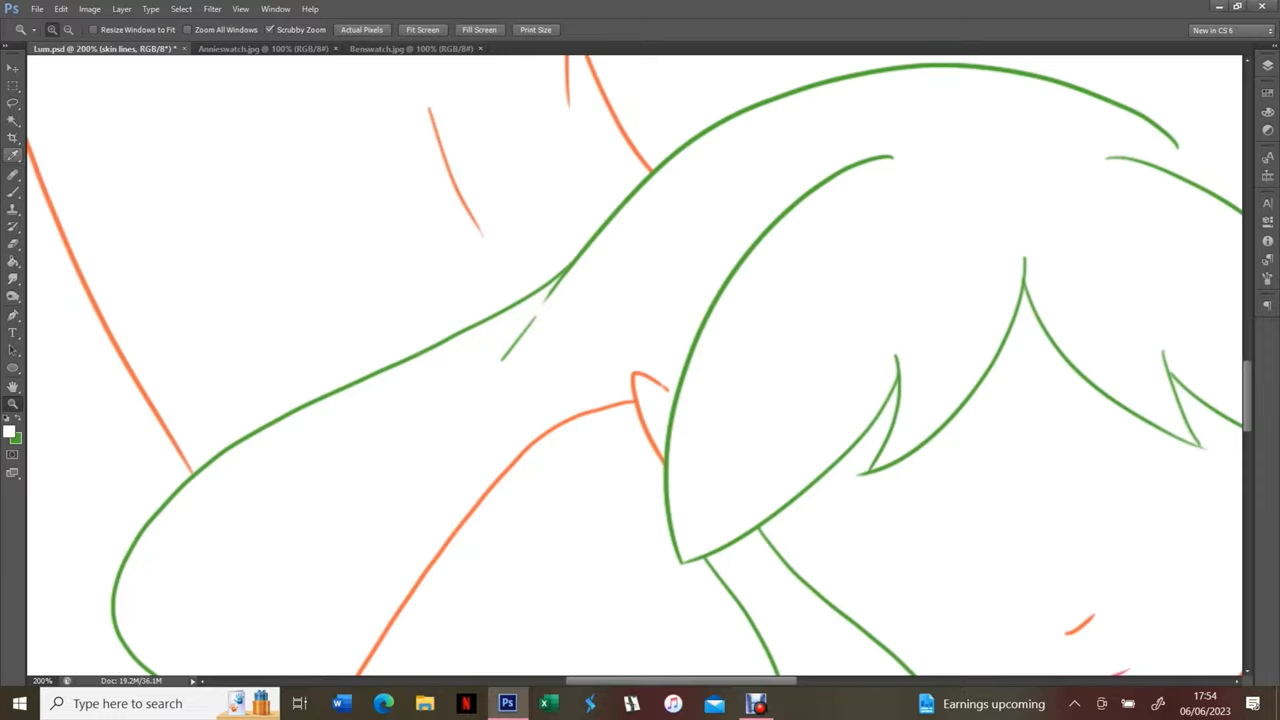 Ps File Edit Image Layer Type Select Filter View Window Help
Resize Windows to Fit Zoom All Windows Scrubby Zoom Actual Pixels Fit Screen Fill Screen Print Size New in CS 6
Lum.psd @ 200% (skin lines, RGB/8*) * × Annieswatch.jpg @ 100% (RGB/8#) × Benswatch.jpg @ 100% (RGB/8#) ×
200% Doc: 19.2M/36.1M
Type here to search Earnings upcoming 17:54
06/06/2023